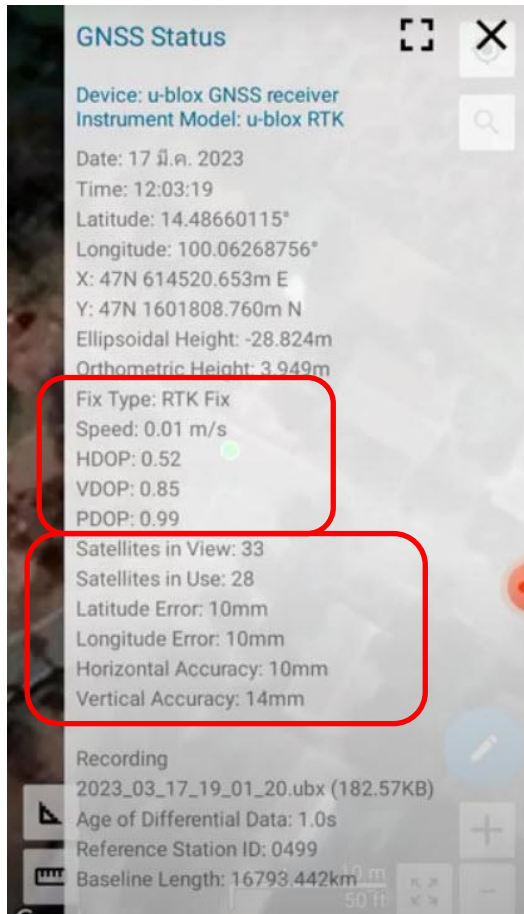 GNSS Status
Device: u-blox GNSS receiver
Instrument Model: u-blox RTK
Date: 17 มี.ค. 2023
Time: 12:03:19
Latitude: 14.48660115°
Longitude: 100.06268756°
X: 47N 614520.653m E
Y: 47N 1601808.760m N
Ellipsoidal Height: -28.824m
Orthometric Height: 3.949m
Fix Type: RTK Fix
Speed: 0.01 m/s
HDOP: 0.52
VDOP: 0.85
PDOP: 0.99
Satellites in View: 33
Satellites in Use: 28
Latitude Error: 10mm
Longitude Error: 10mm
Horizontal Accuracy: 10mm
Vertical Accuracy: 14mm
Recording
2023_03_17_19_01_20.ubx (182.57KB)
Age of Differential Data: 1.0s
Reference Station ID: 0499
Baseline Length: 16793.442km
10 m
50 ft